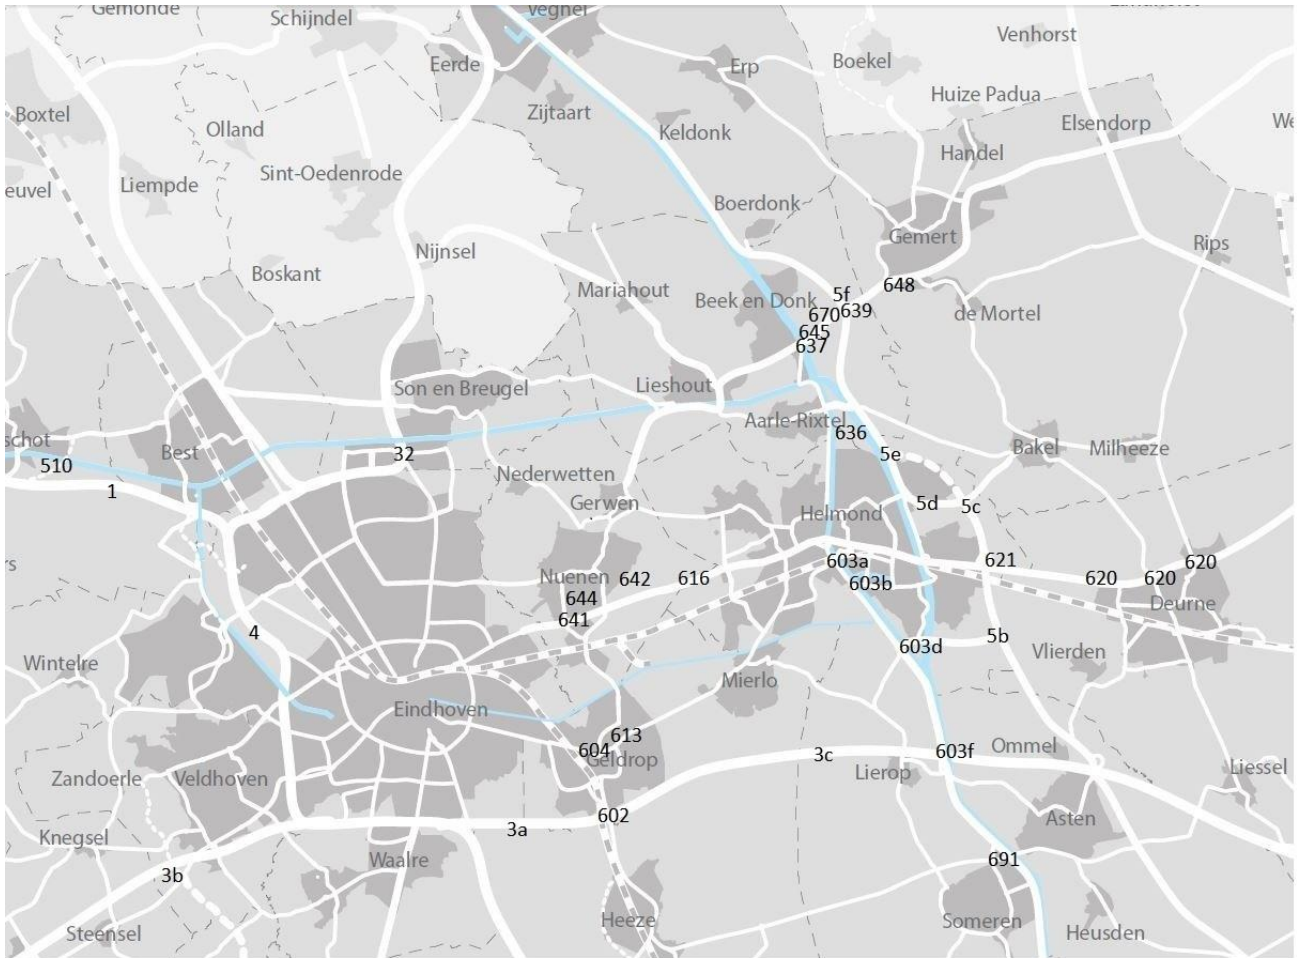 Gemonde
Schijndel
Veghel
Venhorst
Eerde
Erp
Boekel
Huize Padua
Boxtel
Olland
Zijtaart
Keldonk
Elsendorp
We
Handel
euvel
Liempde
Sint-Oedenrode
Boerdonk
Gemert
Rips
Nijnsel
Boskant
Mariahout
Beek en Donk
5f
648
670
639
de Mortel
645
637
Son en Breugel
Lieshout
Aarle-Rixtel
636
schot
Best
32
5e
Bakel
Milheeze
510
1
Nederwetten
Gerwen
Helmond
5d
5c
rs
Nuenen
642
616
603a
621
620
620
620
603b
644
Deurne
641
4
603d
5b
Vlierden
Wintelre
Mierlo
Eindhoven
613
604
Geldrop
3c
603f
Ommel
Zandoerle
Veldhoven
Lierop
Liessel
602
3a
Asten
Knegsel
Waalre
691
3b
Steensel
Heeze
Someren
Heusden